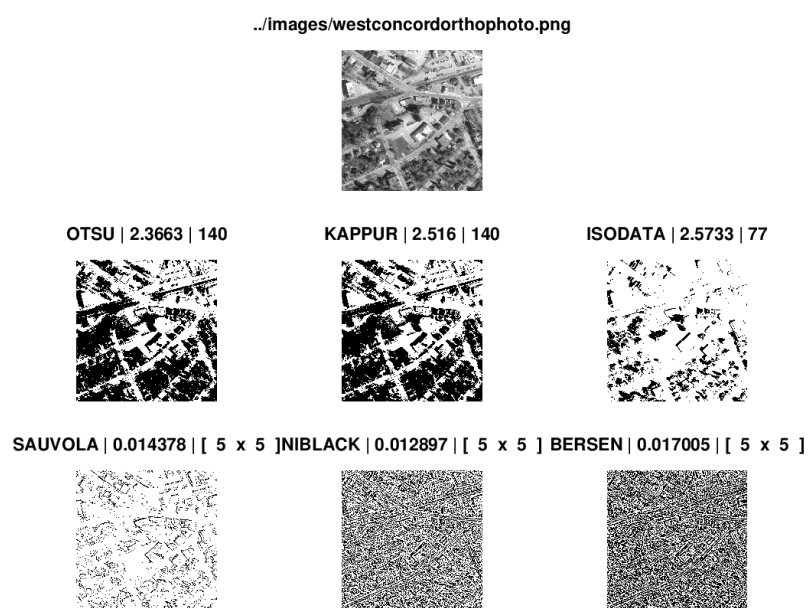 ../images/westconcordorthophoto.png
OTSU | 2.3663 | 140
KAPPUR | 2.516 | 140
ISODATA | 2.5733 | 77
SAUVOLA | 0.014378 | [ 5 x 5 ]
NIBLACK | 0.012897 | [ 5 x 5 ]
BERSEN | 0.017005 | [ 5 x 5 ]